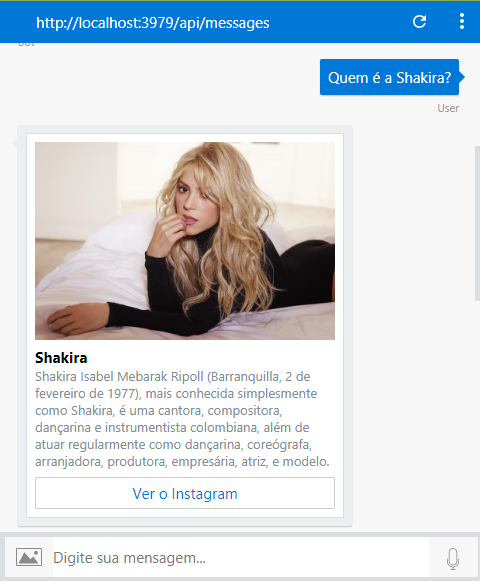 http://localhost:3979/api/messages
Bot
Quem é a Shakira?
User
Shakira
Shakira Isabel Mebarak Ripoll (Barranquilla, 2 de
fevereiro de 1977), mais conhecida simplesmente
como Shakira, é uma cantora, compositora,
dançarina e instrumentista colombiana, além de
atuar regularmente como dançarina, coreógrafa,
arranjadora, produtora, empresária, atriz, e modelo.
Ver o Instagram
Digite sua mensagem...